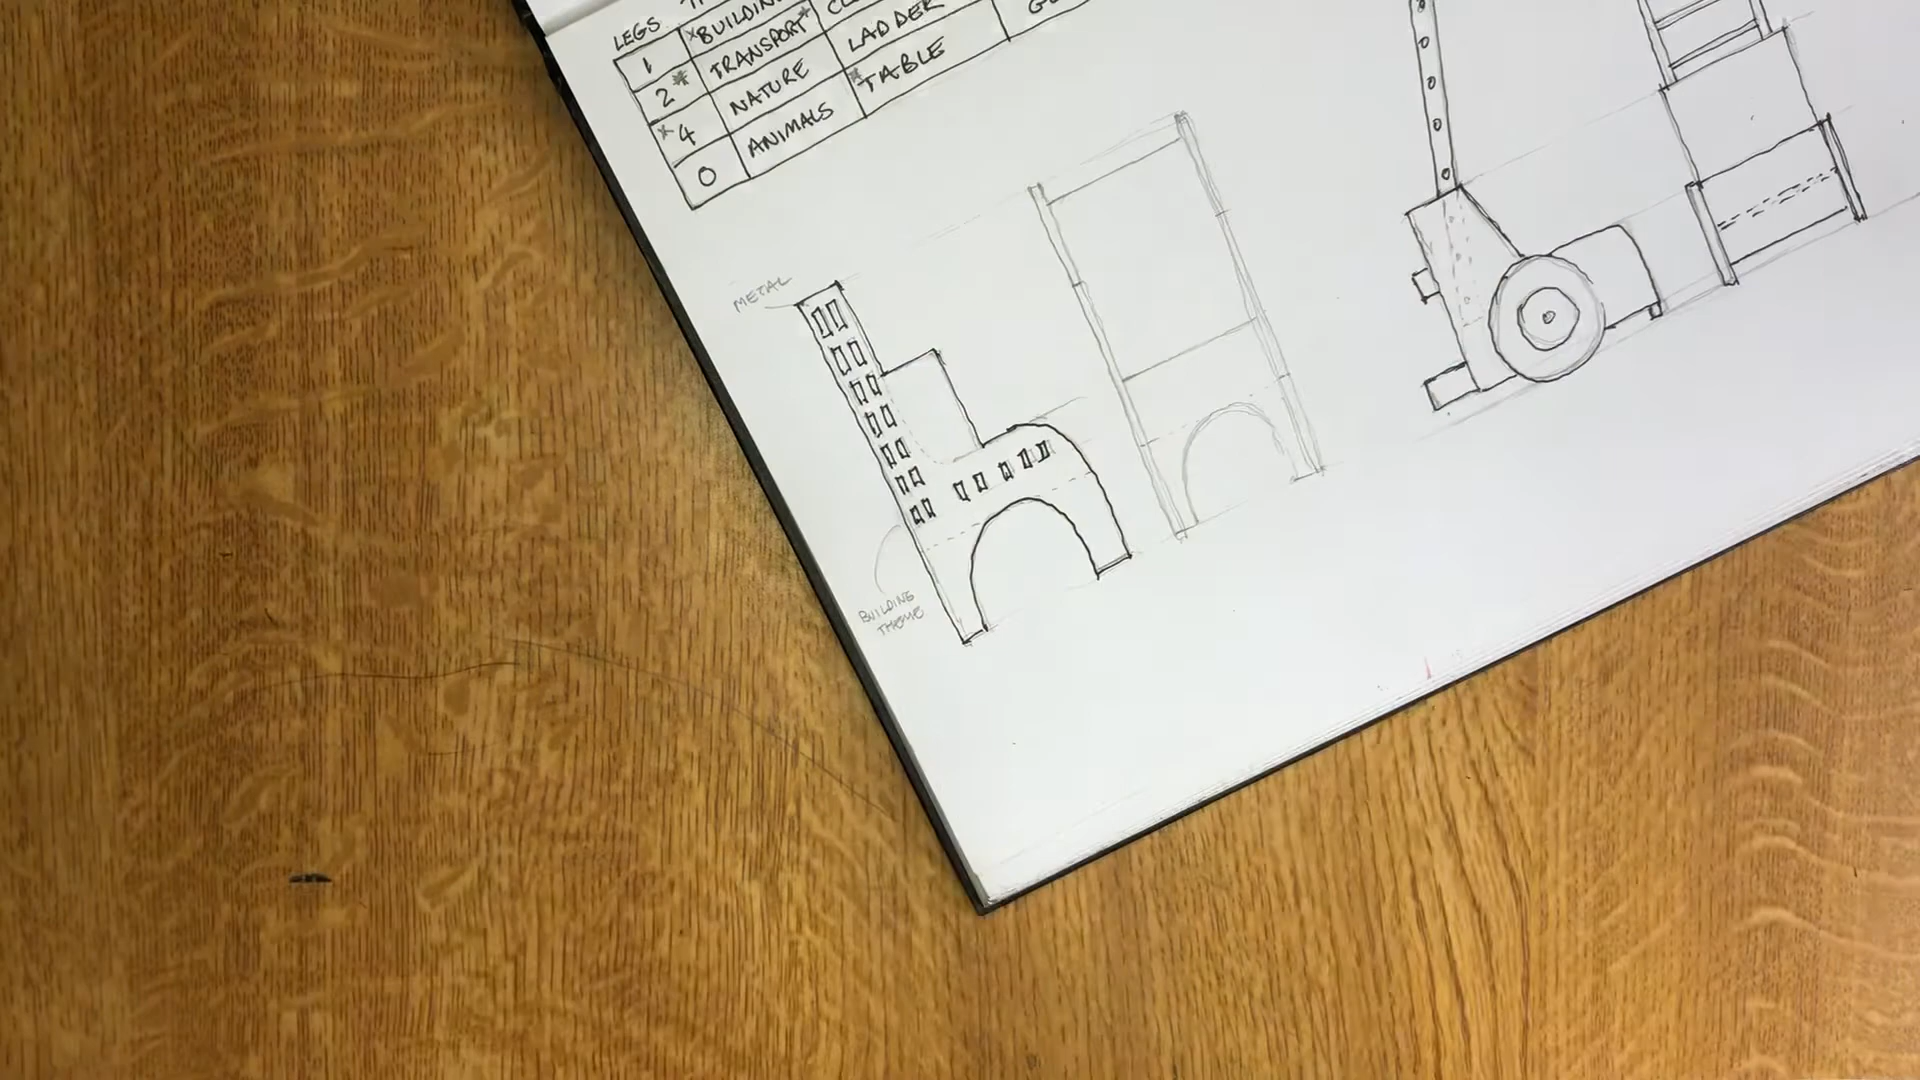 LEGS
1
2
4
0
BUILDING
TRANSPORT
NATURE
ANIMALS
LADDER
TABLE
METAL
BUILDING
THEME